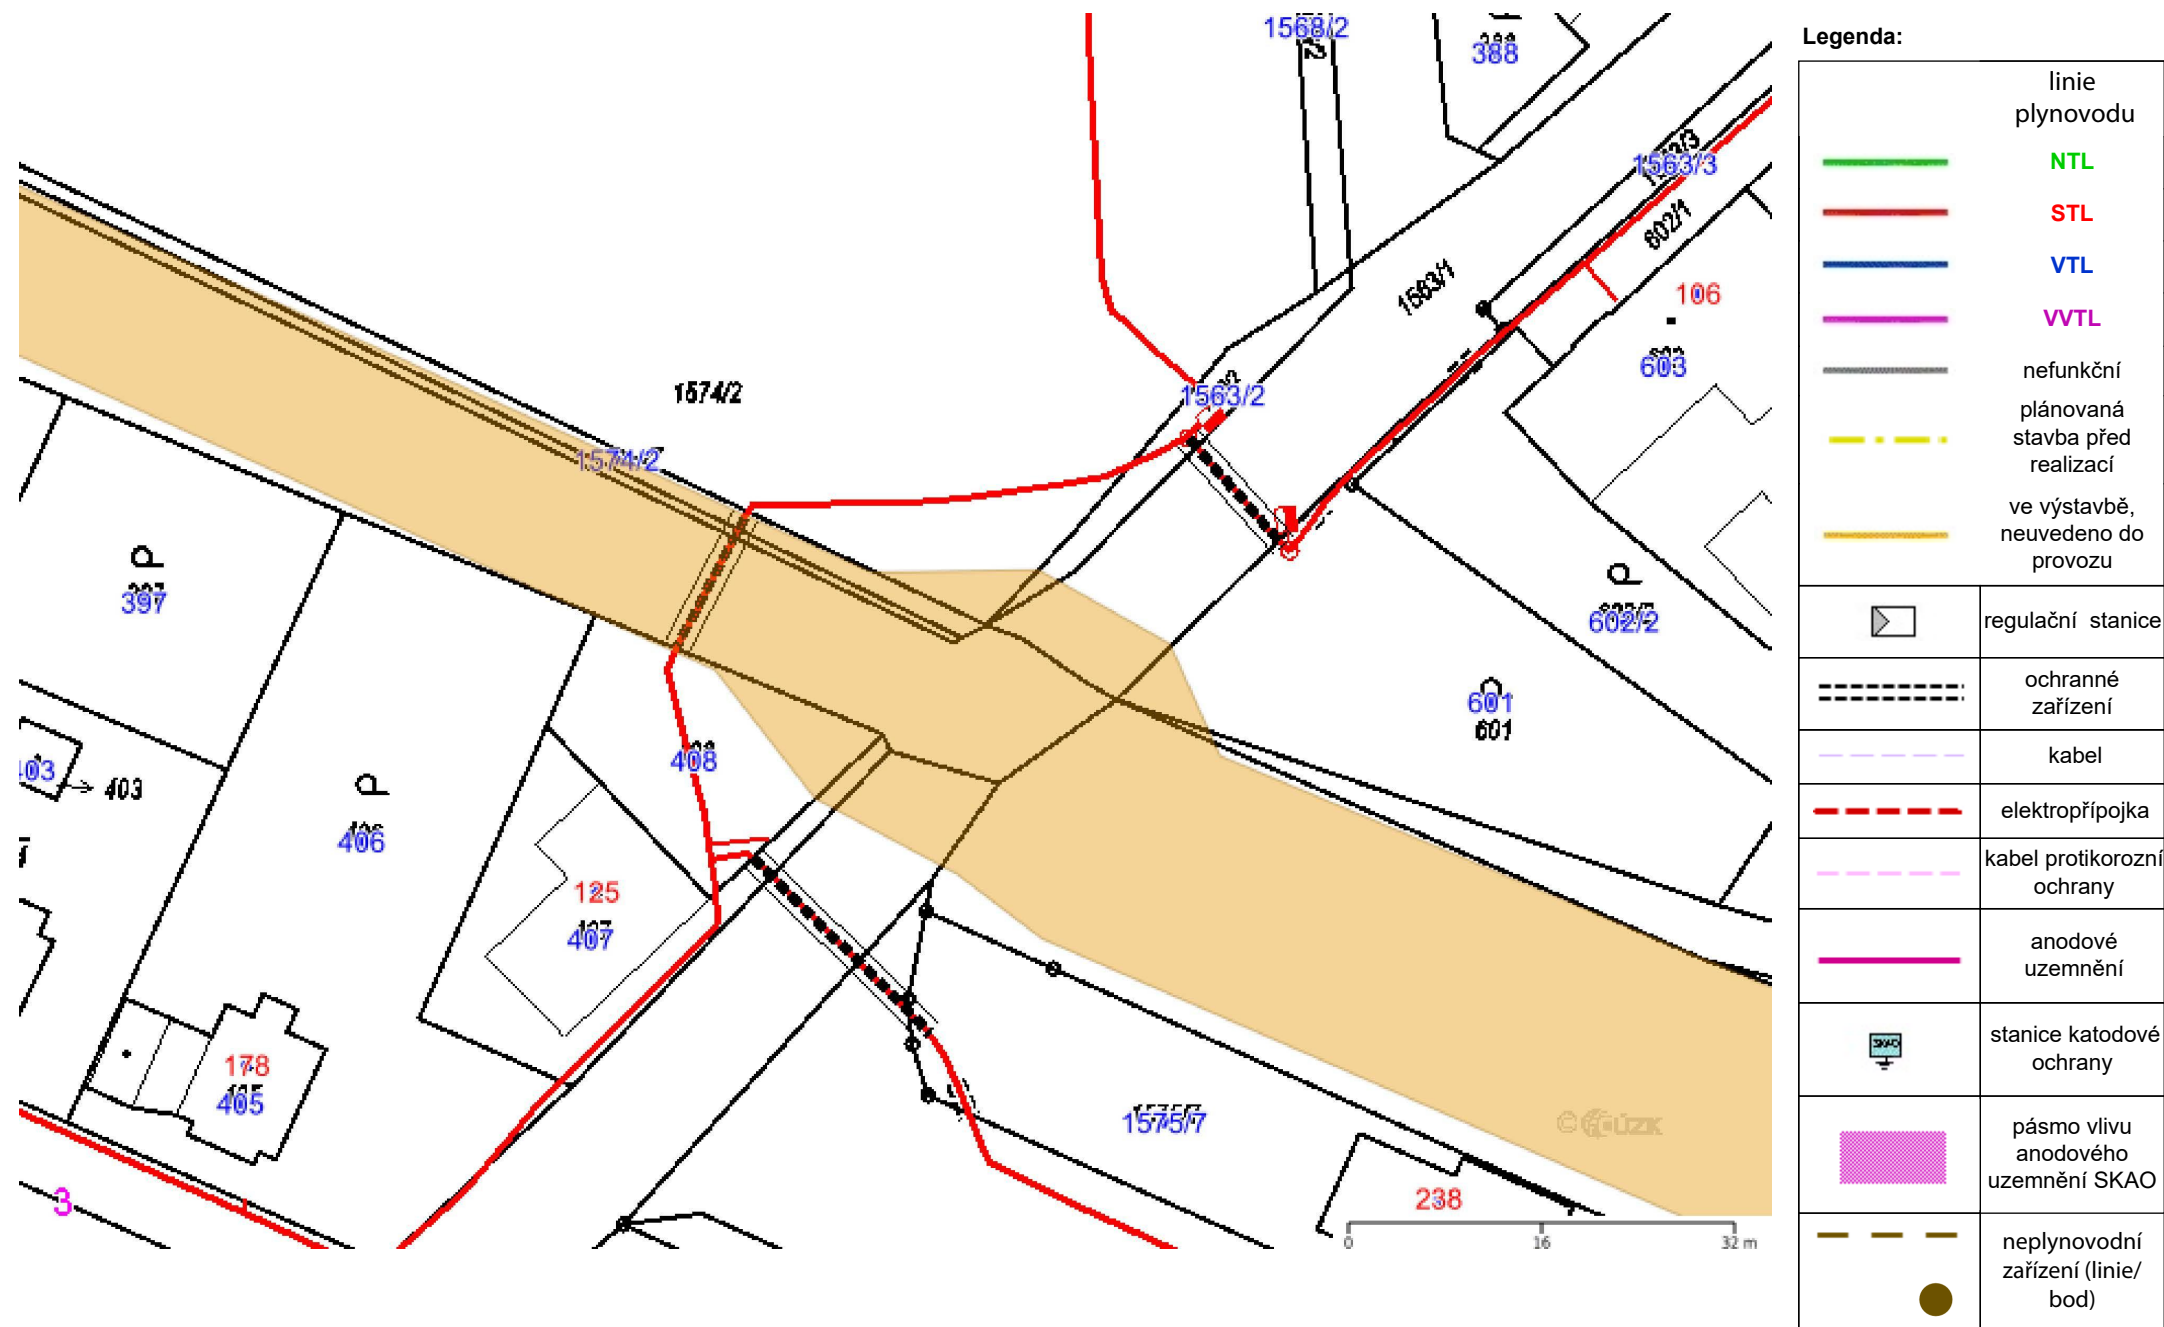 1568/2
388
1563/3
602/1
1563/1
106
603
1563/2
1574/2
1574/2
397
602/2
601
601
408
403
403
406
125
407
178
405
1575/7
238
3
0 16 32 m
Legenda:
linie
plynovodu
NTL
STL
VTL
VVTL
nefunkční
plánovaná
stavba před
realizací
ve výstavbě,
neuvedeno do
provozu
regulační stanice
ochranné
zařízení
kabel
elektropřípojka
kabel protikorozní
ochrany
anodové
uzemnění
SKAO
stanice katodové
ochrany
pásmo vlivu
anodového
uzemnění SKAO
neplynovodní
zařízení (linie/
bod)